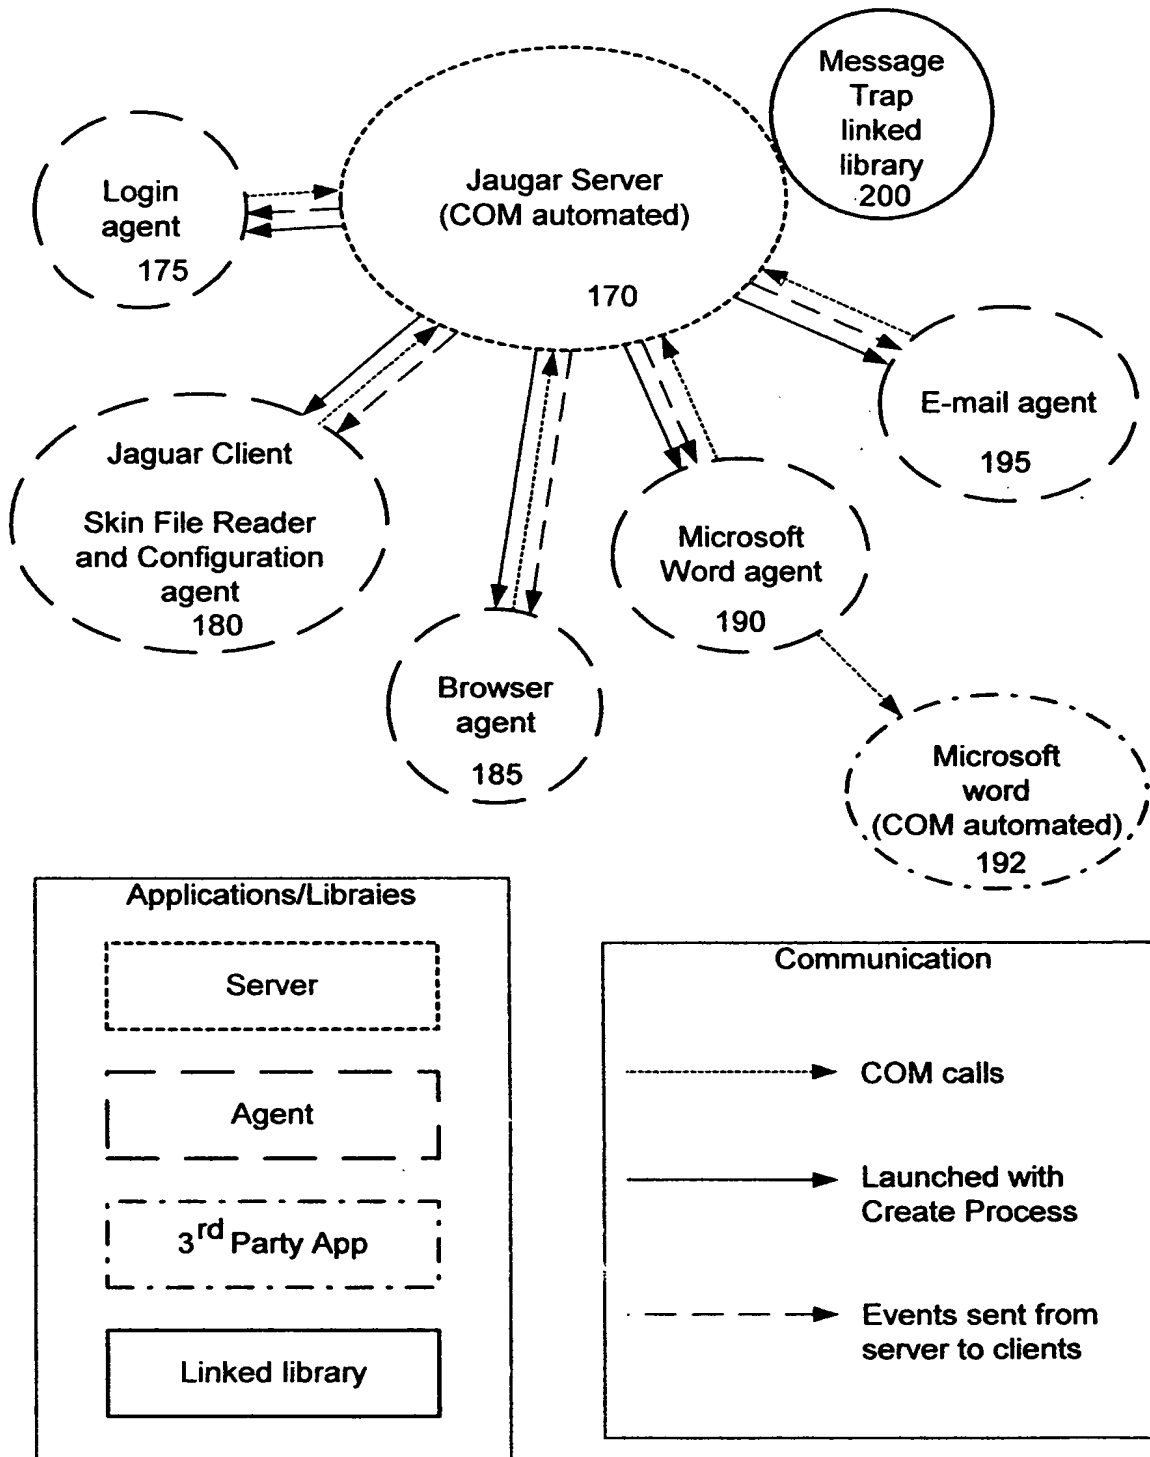 Message
Trap
linked
library
200
Jaugar Server
(COM automated)
170
Login
agent
175
E-mail agent
195
Jaguar Client
Skin File Reader
and Configuration
agent
180
Microsoft
Word agent
190
Browser
agent
185
Microsoft
word
(COM automated)
192
Applications/Libraies
Server
Agent
3rd Party App
Linked library
Communication
COM calls
Launched with
Create Process
Events sent from
server to clients